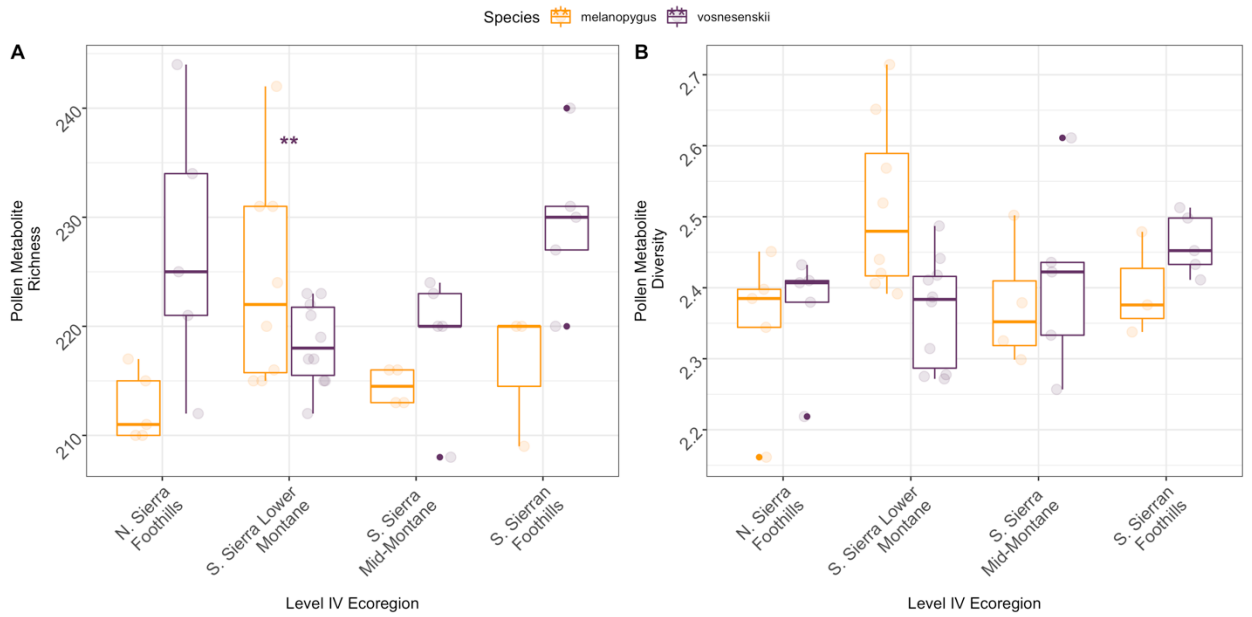 Species ** melanopygus ** vosnesenskii
A
B
Pollen Metabolite
Richness
240
230
220
210
**
N. Sierra
Foothills
S. Sierra Lower
Montane
S. Sierra
Mid-Montane
S. Sierran
Foothills
Level IV Ecoregion
Pollen Metabolite
Diversity
2.7
2.6
2.5
2.4
2.3
2.2
N. Sierra
Foothills
S. Sierra Lower
Montane
S. Sierra
Mid-Montane
S. Sierran
Foothills
Level IV Ecoregion